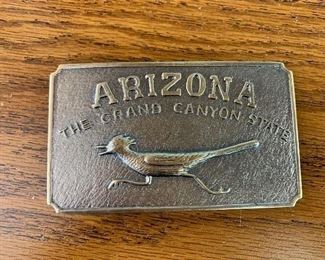 ARIZONA
THE GRAND CANYON STATE